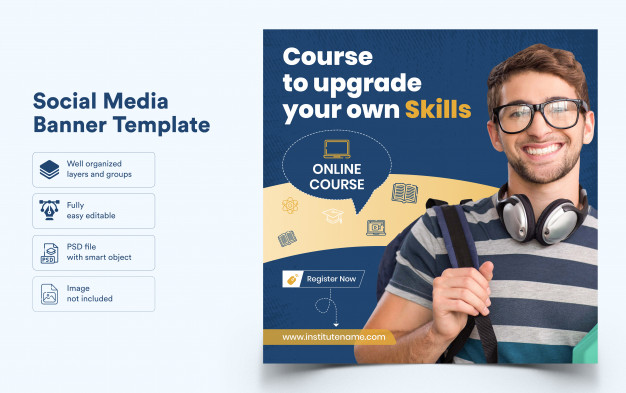 Social Media
Banner Template
Well organized
layers and groups
Fully
easy editable
PSD
PSD file
with smart object
Image
not included
Course
to upgrade
your own Skills
ONLINE
COURSE
Register Now
www.institutename.com